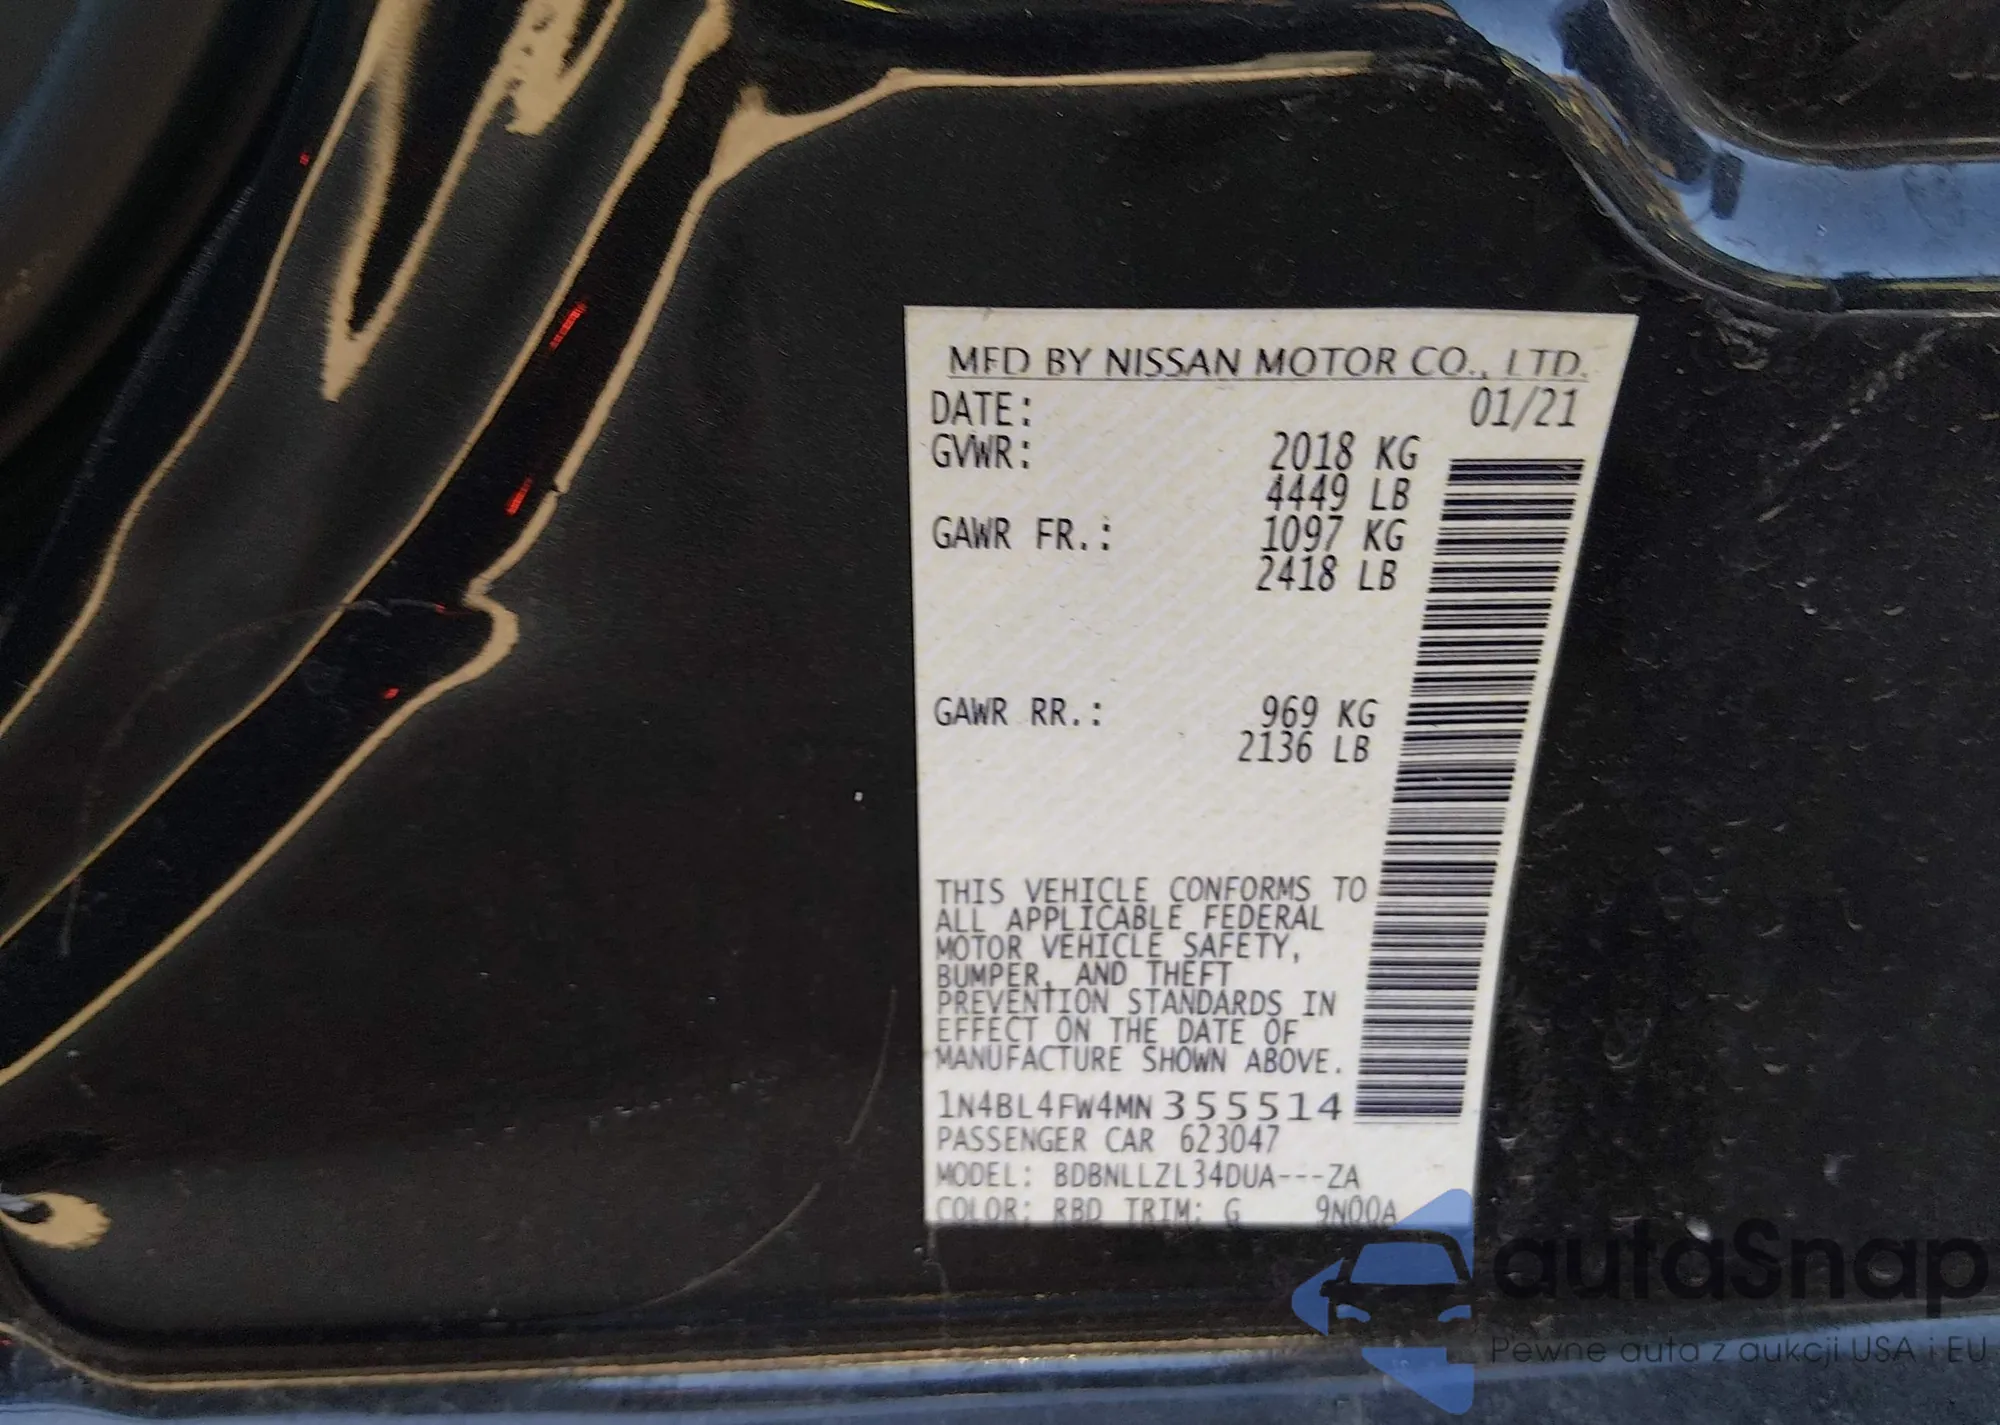 MFD BY NISSAN MOTOR CO., LTD.
DATE: 01/21
GVWR: 2018 KG
4449 LB
GAWR FR.: 1097 KG
2418 LB
GAWR RR.: 969 KG
2136 LB
THIS VEHICLE CONFORMS TO
ALL APPLICABLE FEDERAL
MOTOR VEHICLE SAFETY,
BUMPER, AND THEFT
PREVENTION STANDARDS IN
EFFECT ON THE DATE OF
MANUFACTURE SHOWN ABOVE.
1N4BL4FW4MN355514
PASSENGER CAR 623047
MODEL: BDBNLLZL34DUA---ZA
COLOR: RBD TRIM: G 9N00A
autaSnap
Pewne auta z aukcji USA i EU